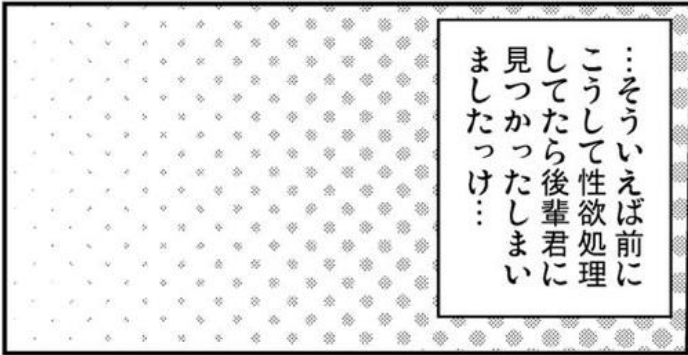 …そういえば前に
こうして性欲処理
してたら後輩君に
見つかったしまい
ましたっけ…